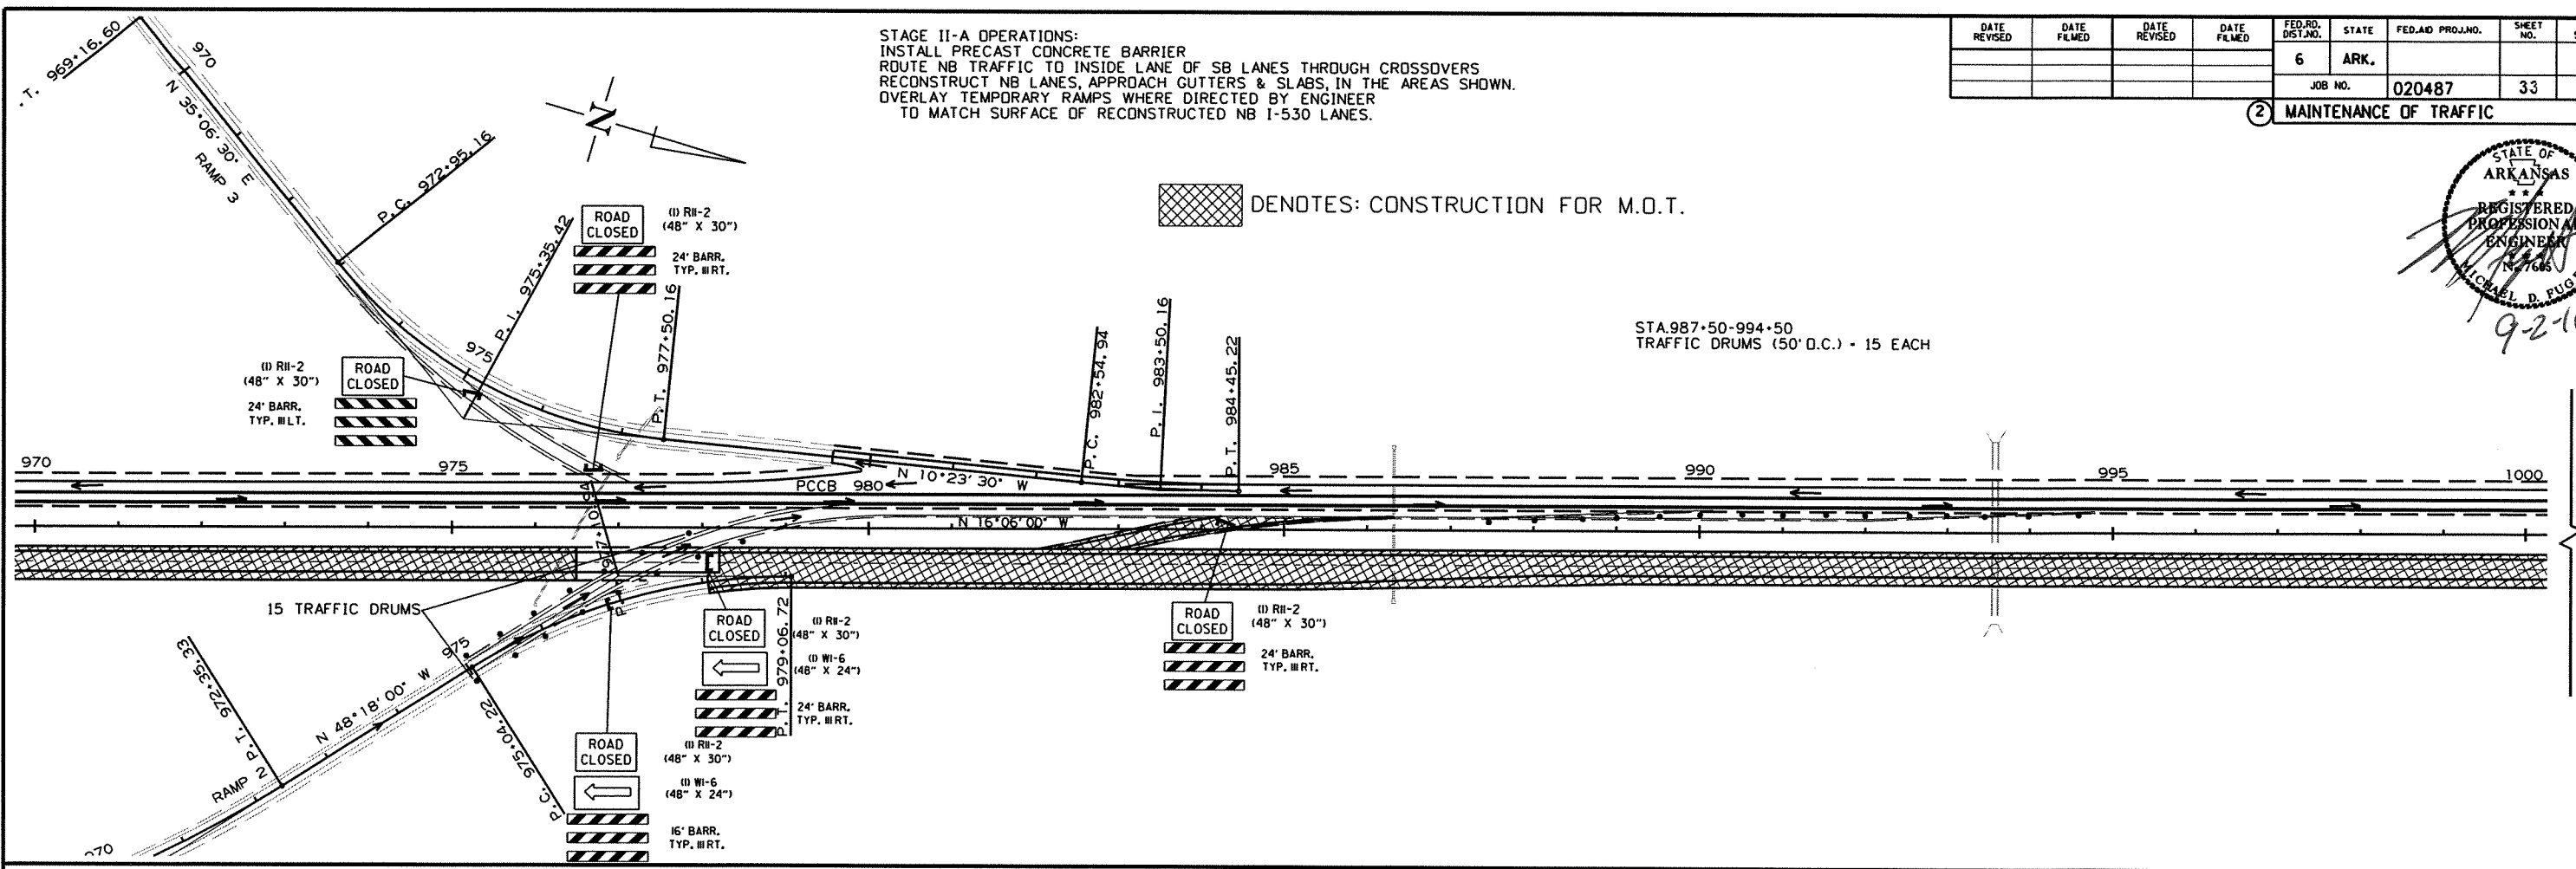 STAGE II-A OPERATIONS:
INSTALL PRECAST CONCRETE BARRIER
ROUTE NB TRAFFIC TO INSIDE LANE OF SB LANES THROUGH CROSSOVERS
RECONSTRUCT NB LANES, APPROACH GUTTERS & SLABS, IN THE AREAS SHOWN.
OVERLAY TEMPORARY RAMPS WHERE DIRECTED BY ENGINEER
TO MATCH SURFACE OF RECONSTRUCTED NB I-530 LANES.
DATE REVISED
DATE FILMED
DATE REVISED
DATE FILMED
FED.RD. DIST.NO.
STATE
FED.AID PROJ.NO.
SHEET NO.
6
ARK.
JOB NO.
020487
33
2 MAINTENANCE OF TRAFFIC
STATE OF
ARKANSAS
REGISTERED
PROFESSIONAL
ENGINEER
MICHAEL D.
DENOTES: CONSTRUCTION FOR M.O.T.
STA.987+50-994+50
TRAFFIC DRUMS (50' O.C.) - 15 EACH
N
. T. 969+16.60
970
N 35°06'30" E
RAMP 3
P.C. 972+95.16
P.I. 975+35.42
975
P.T. 977+50.16
ROAD
CLOSED
(1) R11-2
(48" X 30")
24' BARR.
TYP. III RT.
(1) R11-2
(48" X 30")
ROAD
CLOSED
24' BARR.
TYP. III LT.
P.C. 982+54.94
P.I. 983+50.16
P.T. 984+45.22
970
975
PCCB
980
N 10°23'30" W
985
990
995
1000
N 16°06'00" W
15 TRAFFIC DRUMS
975
P.T. 972+35.33
N 48°18'00" W
RAMP 2
P.C. 975+04.22
P.T. 979+06.72
ROAD
CLOSED
(1) R11-2
(48" X 30")
(1) W1-6
(48" X 24")
24' BARR.
TYP. III RT.
ROAD
CLOSED
(1) R11-2
(48" X 30")
(1) W1-6
(48" X 24")
16' BARR.
TYP. III RT.
ROAD
CLOSED
(1) R11-2
(48" X 30")
24' BARR.
TYP. III RT.